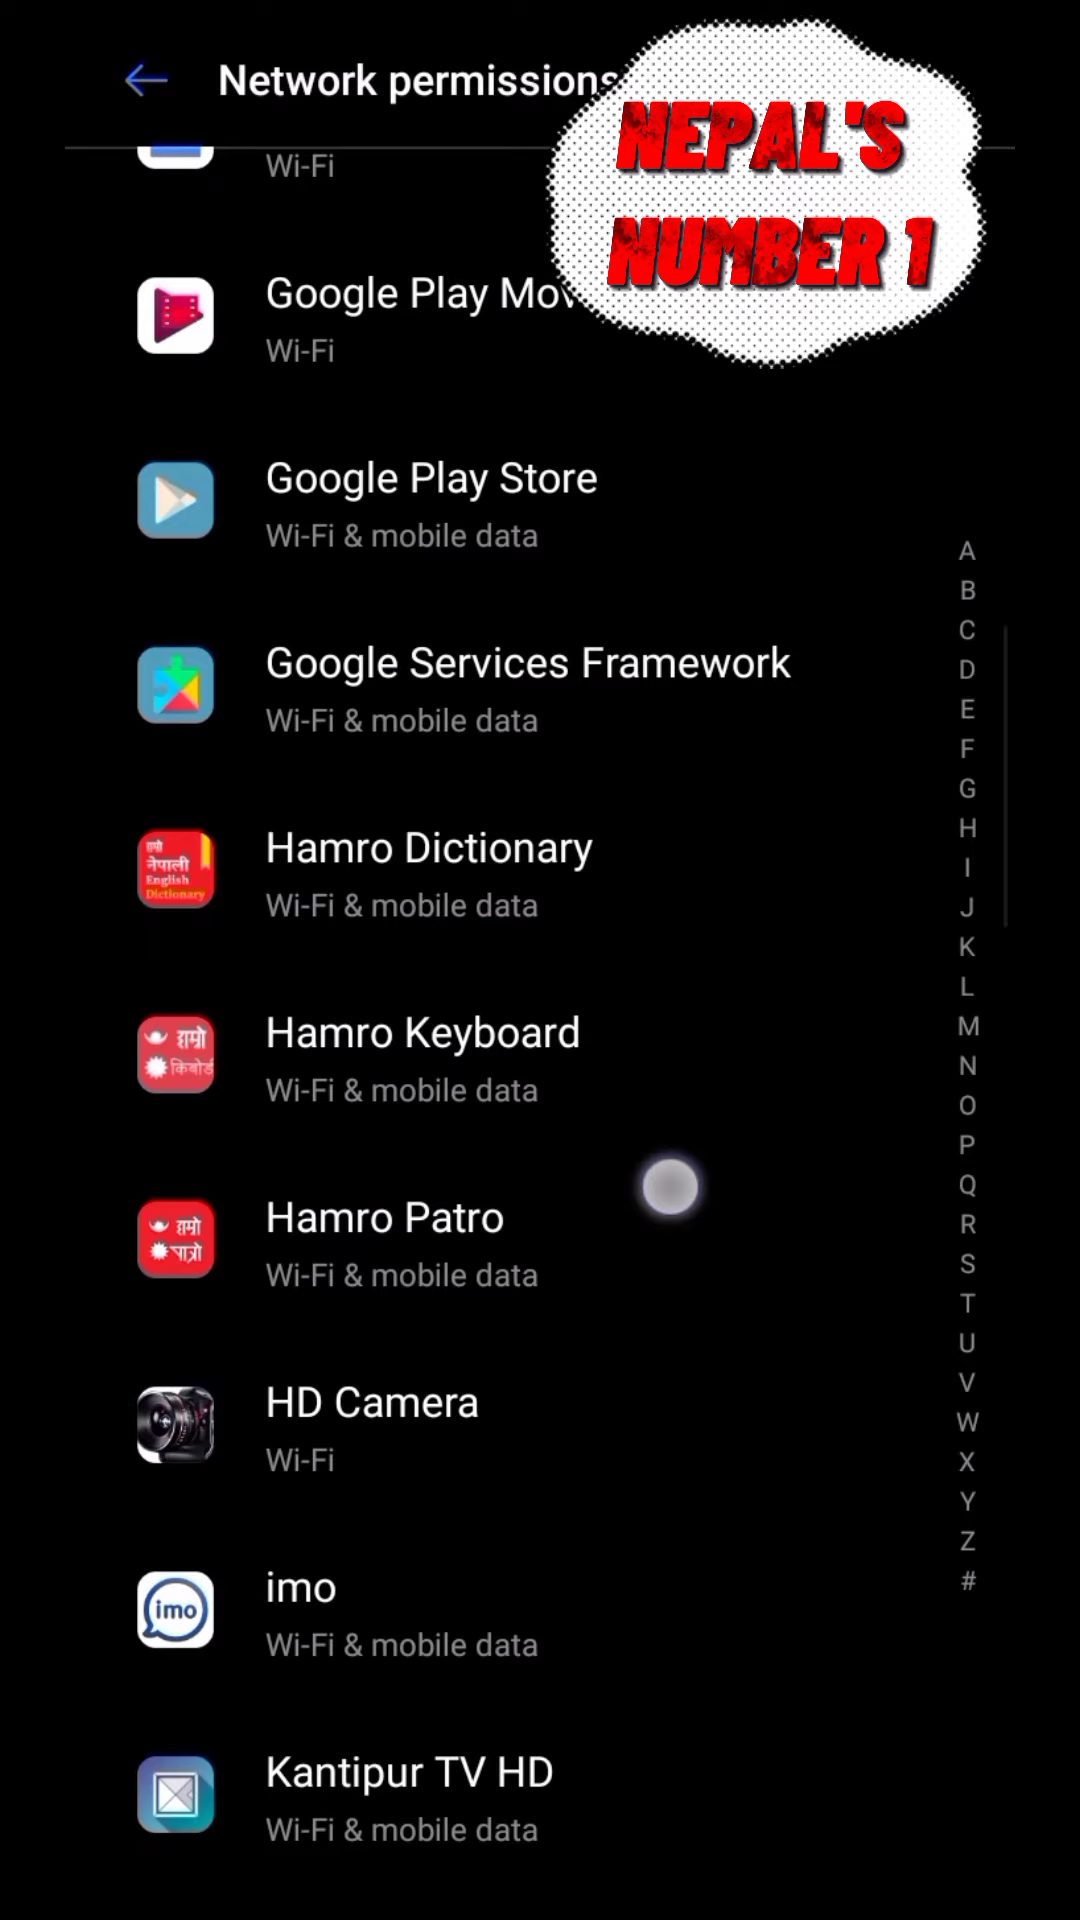 Network permissions
NEPAL'S
NUMBER 1
Wi-Fi
Google Play Mov
Wi-Fi
Google Play Store
Wi-Fi & mobile data
Google Services Framework
Wi-Fi & mobile data
हाम्रो
नेपाली
English
Dictionary
Hamro Dictionary
Wi-Fi & mobile data
हाम्रो
किबोर्ड
Hamro Keyboard
Wi-Fi & mobile data
हाम्रो
पात्रो
Hamro Patro
Wi-Fi & mobile data
HD Camera
Wi-Fi
imo
imo
Wi-Fi & mobile data
Kantipur TV HD
Wi-Fi & mobile data
A
B
C
D
E
F
G
H
I
J
K
L
M
N
O
P
Q
R
S
T
U
V
W
X
Y
Z
#